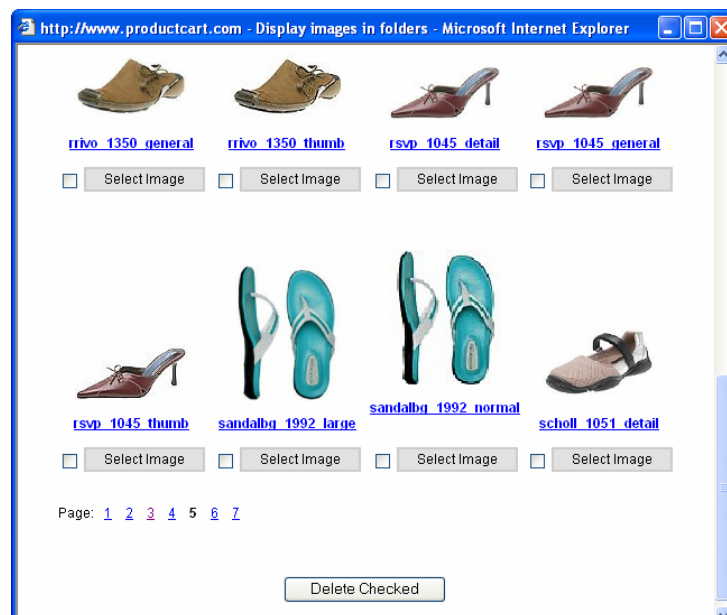 http://www.productcart.com - Display images in folders - Microsoft Internet Explorer
rrivo_1350_general rrivo_1350_thumb rsvp_1045_detail rsvp_1045_general
Select Image Select Image Select Image Select Image
rsvp_1045_thumb sandalbg_1992_large sandalbg_1992_normal scholl_1051_detail
Select Image Select Image Select Image Select Image
Page: 1 2 3 4 5 6 7
Delete Checked